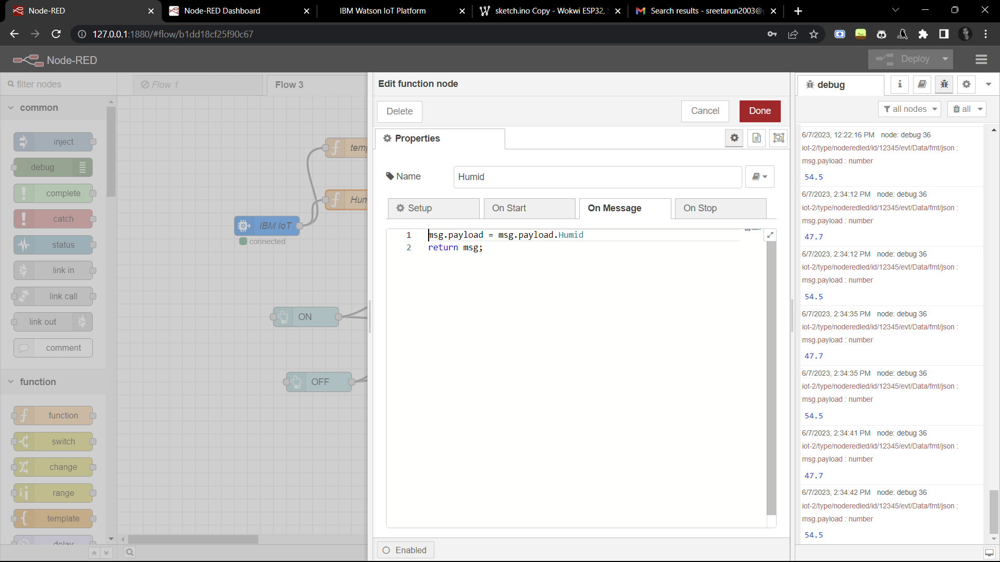 Node-RED
Node-RED Dashboard
IBM Watson IoT Platform
sketch.ino Copy - Wokwi ESP32,
Search results - sreetarun2003@
127.0.0.1:1880/#flow/b1dd18cf25f90c67
Node-RED
Deploy
filter nodes
Flow 1
Flow 3
common
inject
debug
complete
catch
status
link in
link call
link out
comment
function
function
switch
change
range
template
delay
temp
Hum
IBM IoT
connected
ON
OFF
Edit function node
Delete
Cancel
Done
Properties
Name
Humid
Setup
On Start
On Message
On Stop
1 msg.payload = msg.payload.Humid
2 return msg;
Enabled
debug
all nodes
all
6/7/2023, 12:22:16 PM node: debug 36
iot-2/type/noderedled/id/12345/evt/Data/fmt/json :
msg.payload : number
54.5
6/7/2023, 2:34:12 PM node: debug 36
iot-2/type/noderedled/id/12345/evt/Data/fmt/json :
msg.payload : number
47.7
6/7/2023, 2:34:12 PM node: debug 36
iot-2/type/noderedled/id/12345/evt/Data/fmt/json :
msg.payload : number
54.5
6/7/2023, 2:34:35 PM node: debug 36
iot-2/type/noderedled/id/12345/evt/Data/fmt/json :
msg.payload : number
47.7
6/7/2023, 2:34:35 PM node: debug 36
iot-2/type/noderedled/id/12345/evt/Data/fmt/json :
msg.payload : number
54.5
6/7/2023, 2:34:41 PM node: debug 36
iot-2/type/noderedled/id/12345/evt/Data/fmt/json :
msg.payload : number
47.7
6/7/2023, 2:34:42 PM node: debug 36
iot-2/type/noderedled/id/12345/evt/Data/fmt/json :
msg.payload : number
54.5